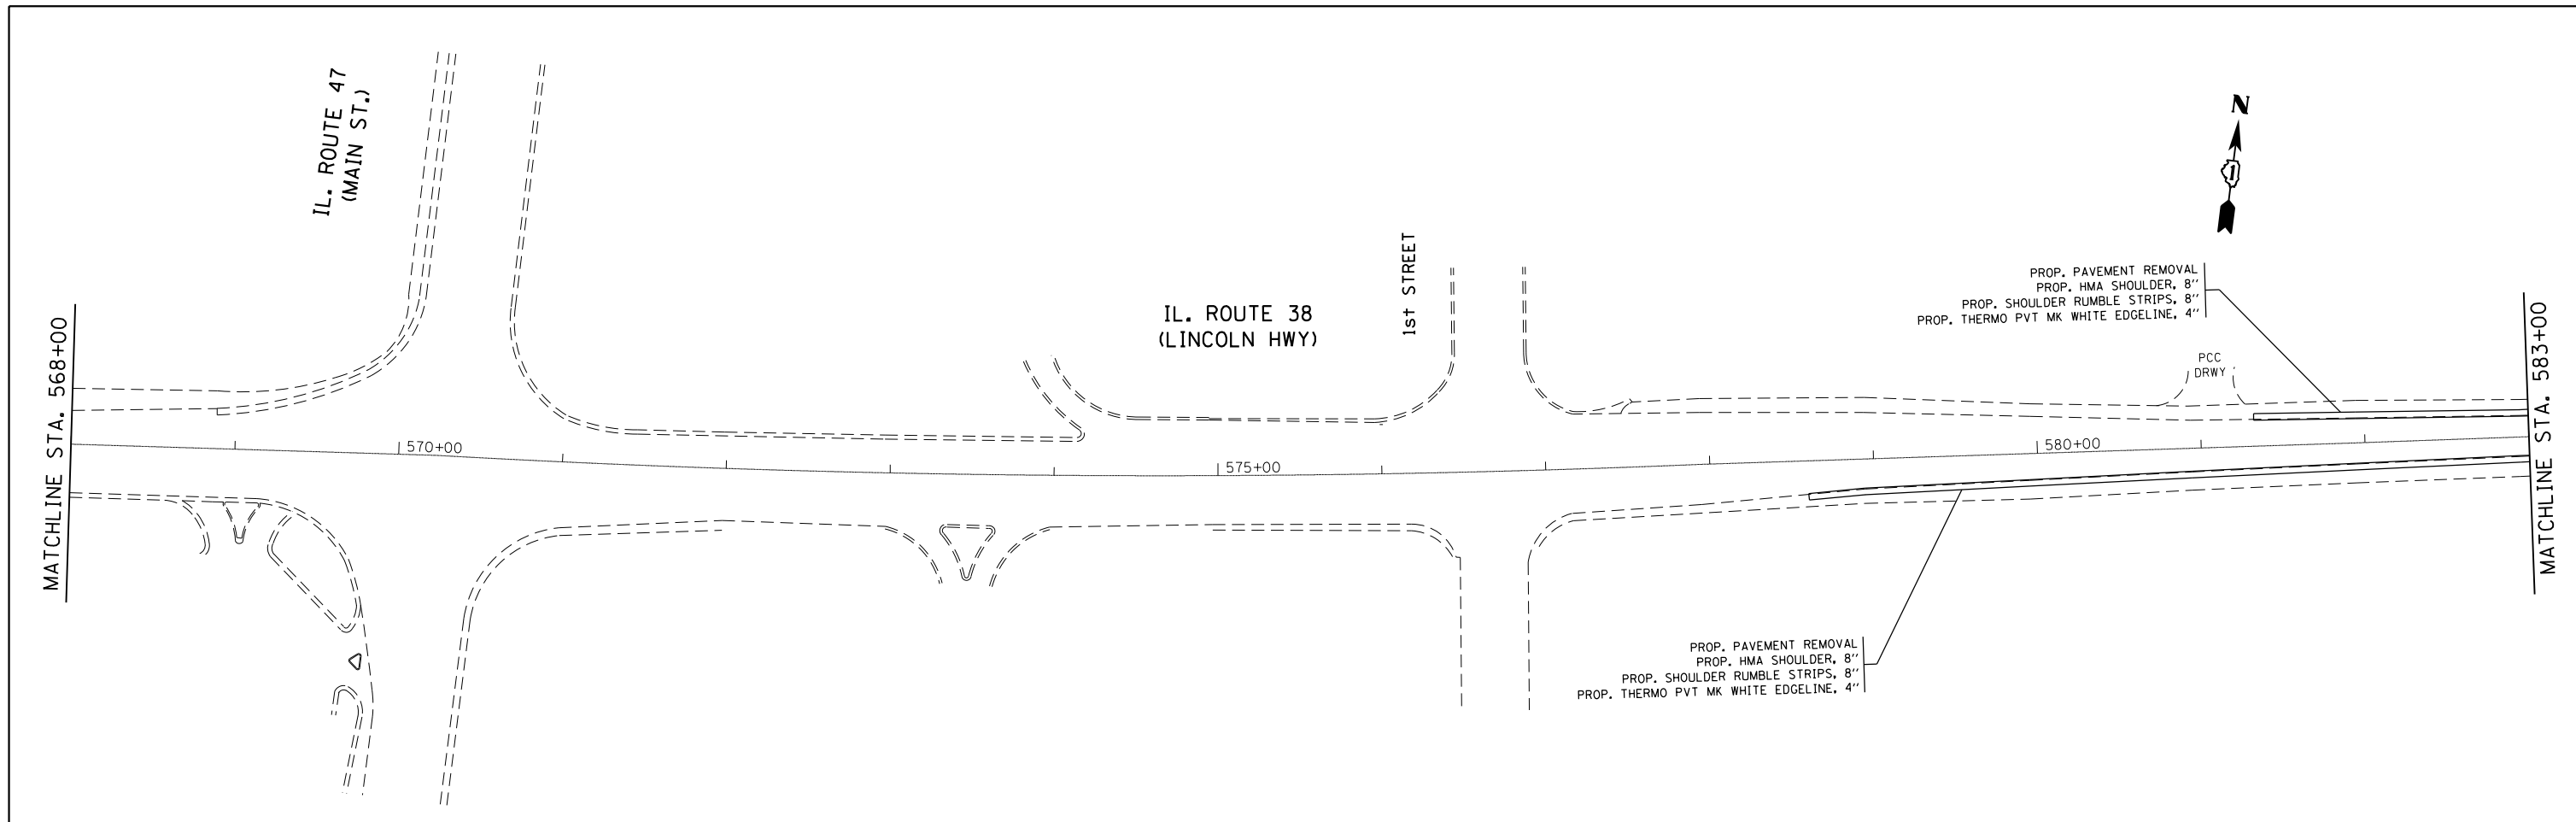 IL. ROUTE 47
(MAIN ST.)
N
1
1st STREET
IL. ROUTE 38
(LINCOLN HWY)
PROP. PAVEMENT REMOVAL
PROP. HMA SHOULDER, 8"
PROP. SHOULDER RUMBLE STRIPS, 8"
PROP. THERMO PVT MK WHITE EDGELINE, 4"
PCC
DRWY
MATCHLINE STA. 568+00
570+00
575+00
580+00
MATCHLINE STA. 583+00
PROP. PAVEMENT REMOVAL
PROP. HMA SHOULDER, 8"
PROP. SHOULDER RUMBLE STRIPS, 8"
PROP. THERMO PVT MK WHITE EDGELINE, 4"